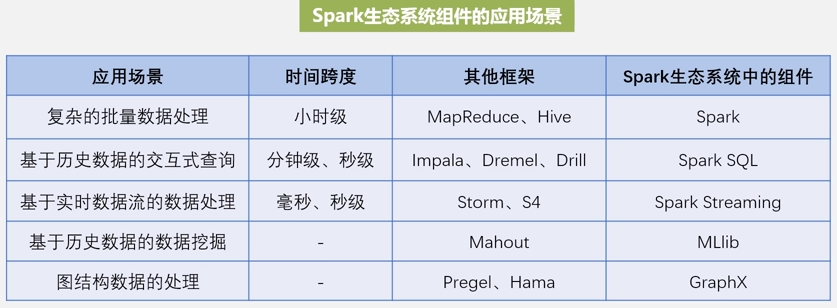 Spark生态系统组件的应用场景
应用场景 时间跨度 其他框架 Spark生态系统中的组件
复杂的批量数据处理 小时级 MapReduce、Hive Spark
基于历史数据的交互式查询 分钟级、秒级 Impala、Dremel、Drill Spark SQL
基于实时数据流的数据处理 毫秒、秒级 Storm、S4 Spark Streaming
基于历史数据的数据挖掘 - Mahout MLlib
图结构数据的处理 - Pregel、Hama GraphX